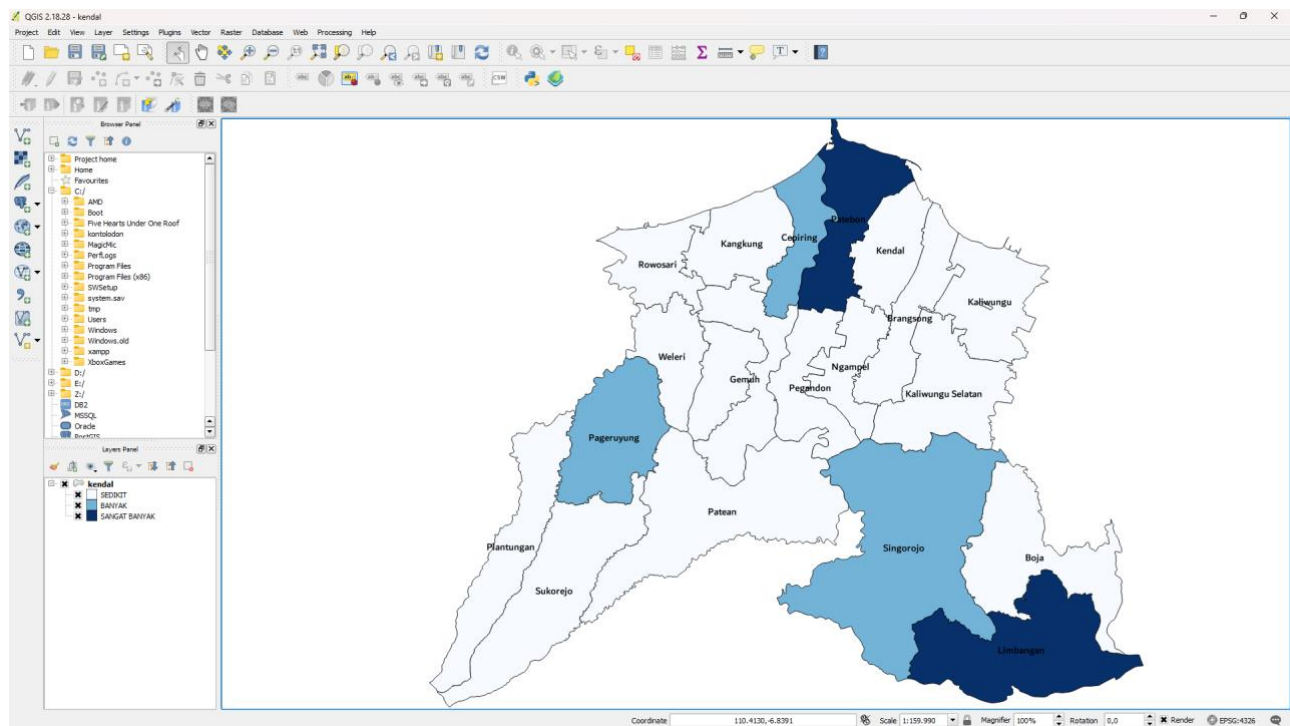 QGIS 2.18.28 - kendal
Project Edit View Layer Settings Plugins Vector Raster Database Web Processing Help
CSW
Browser Panel
Project home
Home
Favourites
C:/
AMD
Boot
Five Hearts Under One Roof
kontolodon
MagicMic
PerfLogs
Program Files
Program Files (x86)
SWSetup
system.sav
tmp
Users
Windows
Windows.old
xampp
XboxGames
D:/
E:/
Z:/
DB2
MSSQL
Oracle
PostGIS
Layers Panel
kendal
SEDIKIT
BANYAK
SANGAT BANYAK
Patebon
Cepiring
Kangkung
Kendal
Rowosari
Kaliwungu
Brangsong
Weleri
Ngampel
Gemuh
Pegandon
Kaliwungu Selatan
Pageruyung
Patean
Plantungan
Singorojo
Boja
Sukorejo
Limbangan
Coordinate 110.4130,-6.8391 Scale 1:159.990 Magnifier 100% Rotation 0,0 Render EPSG:4326